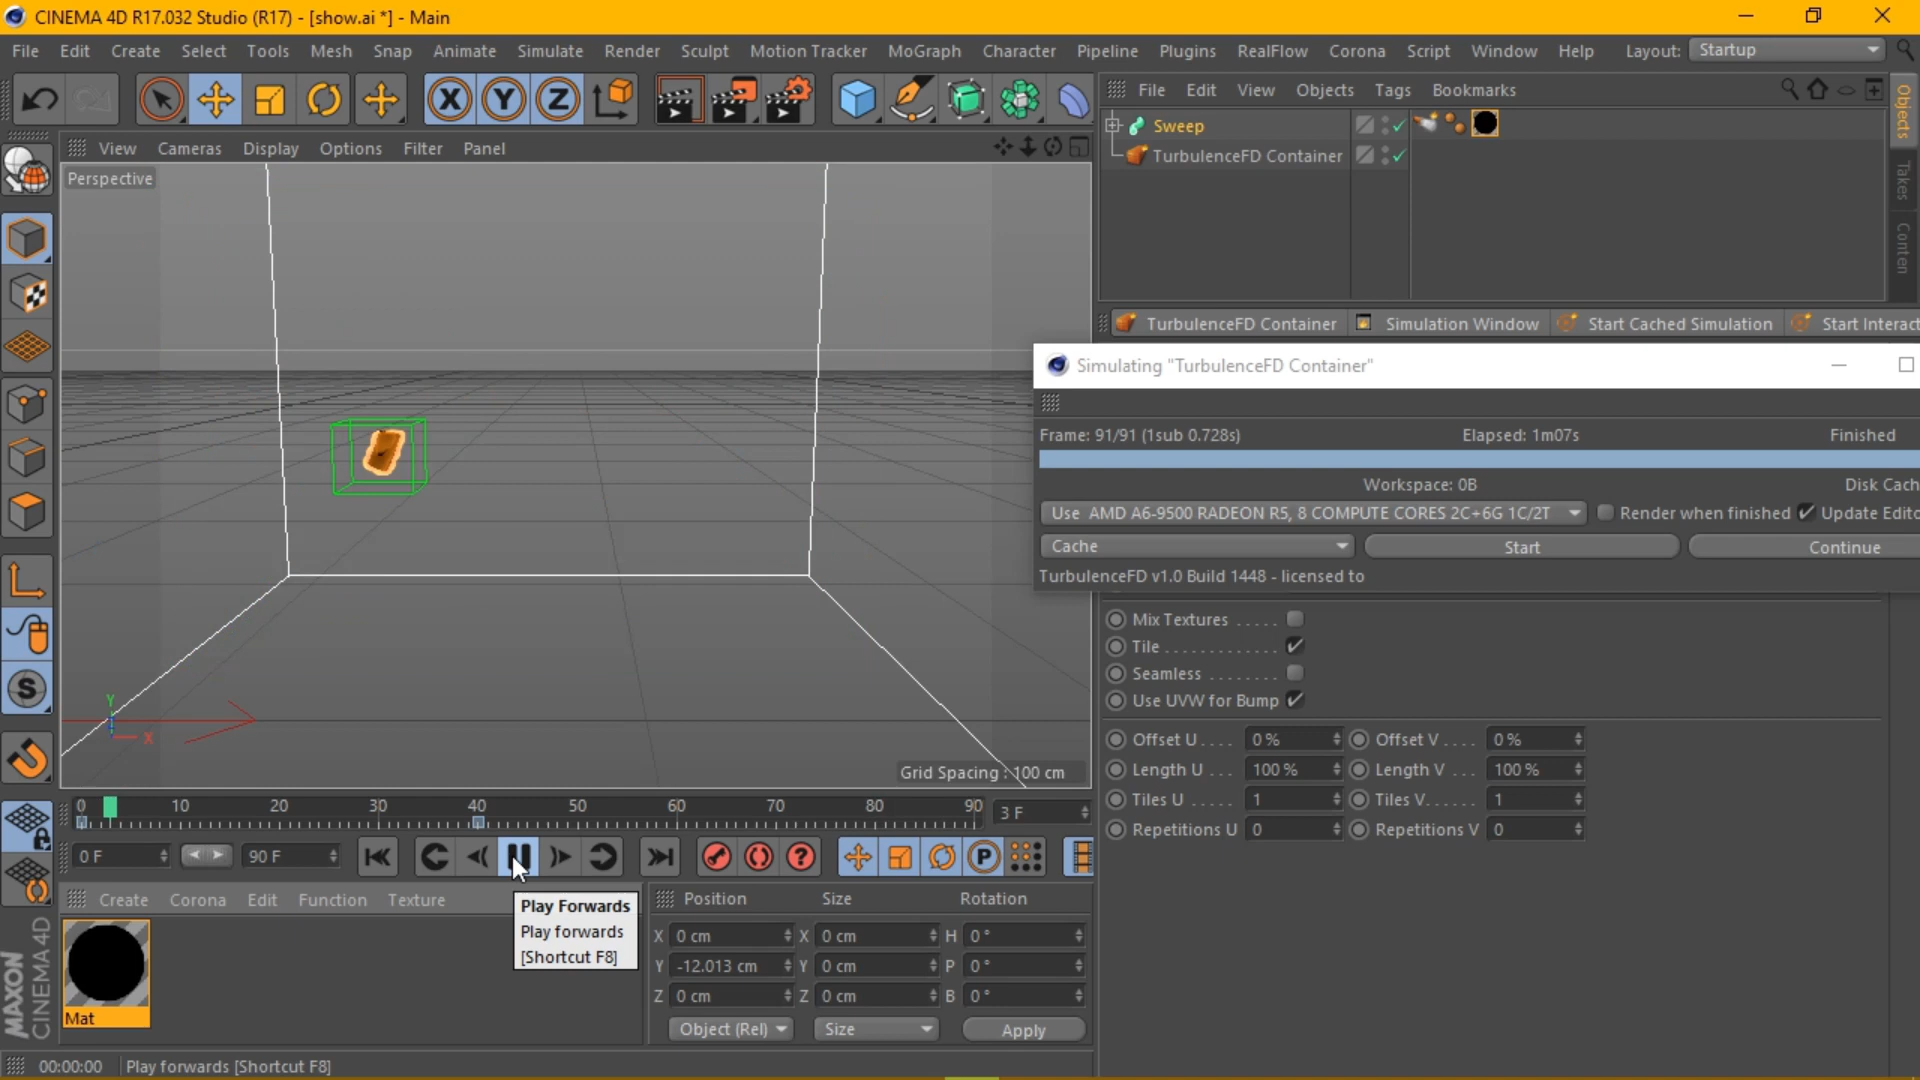 CINEMA 4D R17.032 Studio (R17) - [show.ai *] - Main
File Edit Create Select Tools Mesh Snap Animate Simulate Render Sculpt Motion Tracker MoGraph Character Pipeline Plugins RealFlow Corona Script Window Help Layout: Startup
X Y Z
File Edit View Objects Tags Bookmarks
Objects
Takes
Conten
Sweep
TurbulenceFD Container
View Cameras Display Options Filter Panel
Perspective
TurbulenceFD Container Simulation Window Start Cached Simulation Start Interact
Simulating "TurbulenceFD Container"
Frame: 91/91 (1sub 0.728s) Elapsed: 1m07s Finished
Workspace: 0B Disk Cach
Use AMD A6-9500 RADEON R5, 8 COMPUTE CORES 2C+6G 1C/2T Render when finished Update Edito
Cache Start Continue
TurbulenceFD v1.0 Build 1448 - licensed to
Mix Textures . . . . .
Tile . . . . . . . . . . . . .
Seamless . . . . . . . .
Use UVW for Bump
Offset U . . . . 0 % Offset V . . . . 0 %
Length U . . . 100 % Length V . . . 100 %
Tiles U . . . . . 1 Tiles V. . . . . . 1
Repetitions U 0 Repetitions V 0
Y
X
Grid Spacing : 100 cm
0 10 20 30 40 50 60 70 80 90 3 F
0 F 90 F
P
Create Corona Edit Function Texture
Play Forwards
Play forwards
[Shortcut F8]
Position Size Rotation
X 0 cm X 0 cm H 0 °
Y -12.013 cm Y 0 cm P 0 °
Z 0 cm Z 0 cm B 0 °
Object (Rel) Size Apply
Mat
MAXON
CINEMA 4D
00:00:00 Play forwards [Shortcut F8]